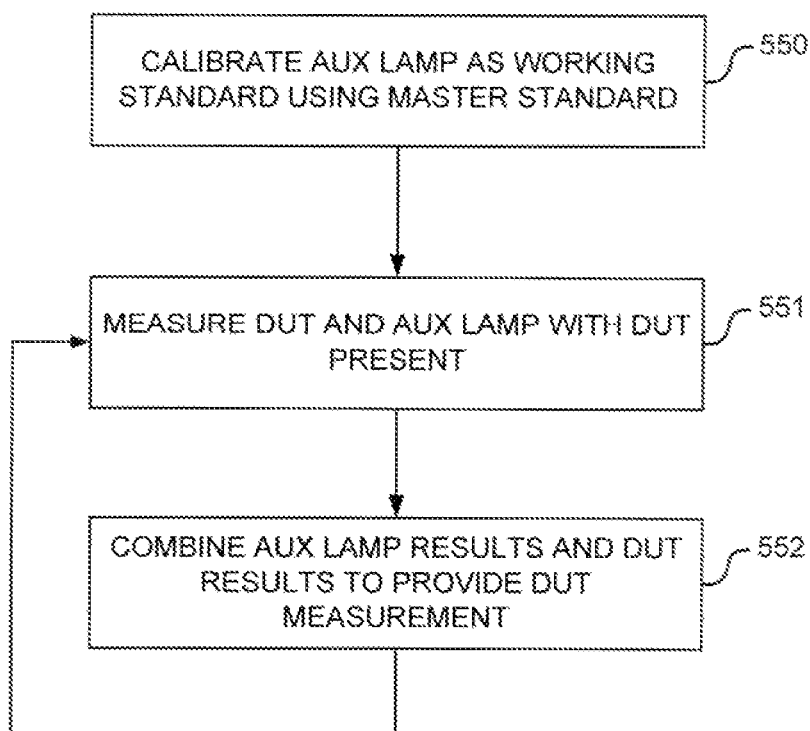 CALIBRATE AUX LAMP AS WORKING
STANDARD USING MASTER STANDARD
550
MEASURE DUT AND AUX LAMP WITH DUT
PRESENT
551
COMBINE AUX LAMP RESULTS AND DUT
RESULTS TO PROVIDE DUT
MEASUREMENT
552